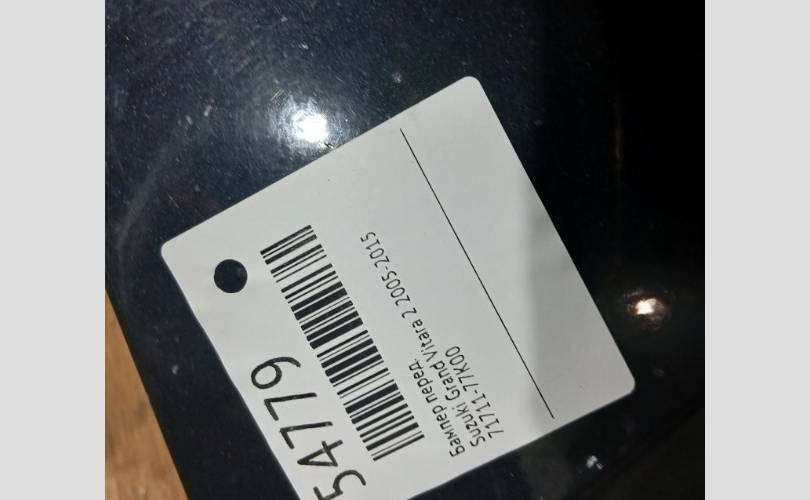 54779
Бампер перед.
Suzuki Grand Vitara 2 2005-2015
71711-77K00